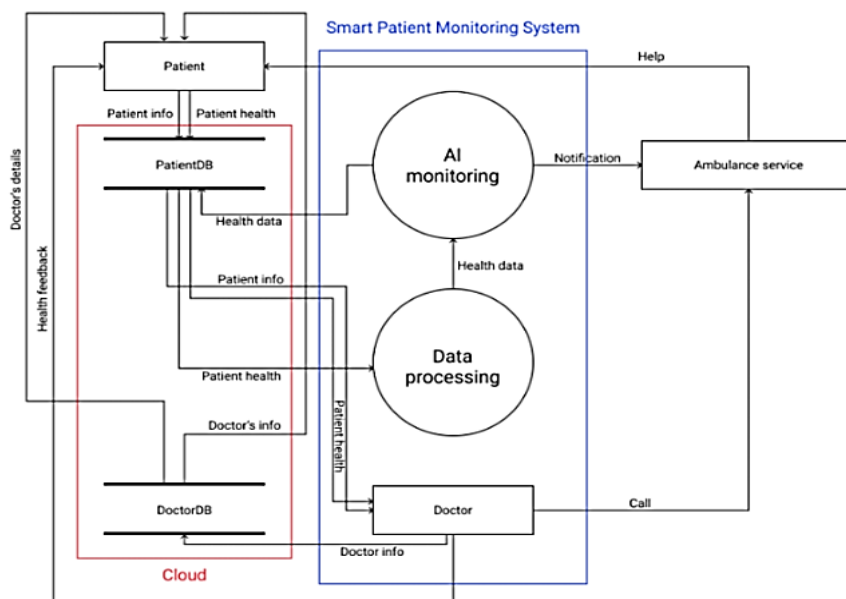 Smart Patient Monitoring System
Patient
Help
Patient info
Patient health
PatientDB
AI
monitoring
Notification
Ambulance service
Doctor's details
Health data
Health feedback
Health data
Patient info
Data
processing
Patient health
Patient health
Doctor's info
DoctorDB
Doctor
Call
Doctor info
Cloud